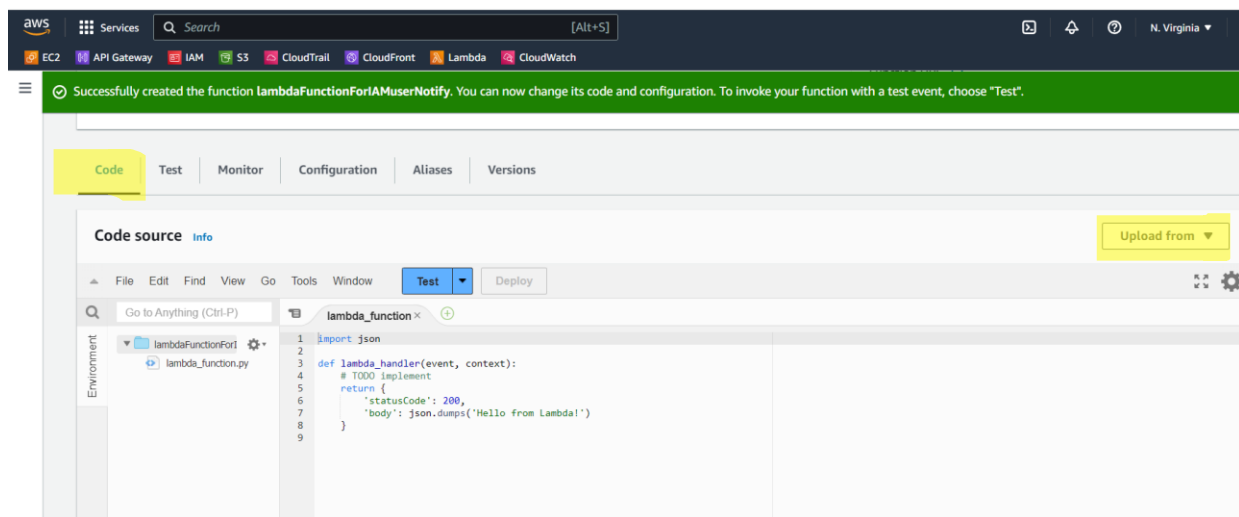 aws Services Search [Alt+S] N. Virginia
EC2 API Gateway IAM S3 CloudTrail CloudFront Lambda CloudWatch
Successfully created the function lambdaFunctionForIAMuserNotify. You can now change its code and configuration. To invoke your function with a test event, choose "Test".
Code Test Monitor Configuration Aliases Versions
Code source Info Upload from
File Edit Find View Go Tools Window Test Deploy
Go to Anything (Ctrl-P) lambda_function
Environment
lambdaFunctionForI
lambda_function.py
1 import json
2
3 def lambda_handler(event, context):
4 # TODO implement
5 return {
6 'statusCode': 200,
7 'body': json.dumps('Hello from Lambda!')
8 }
9